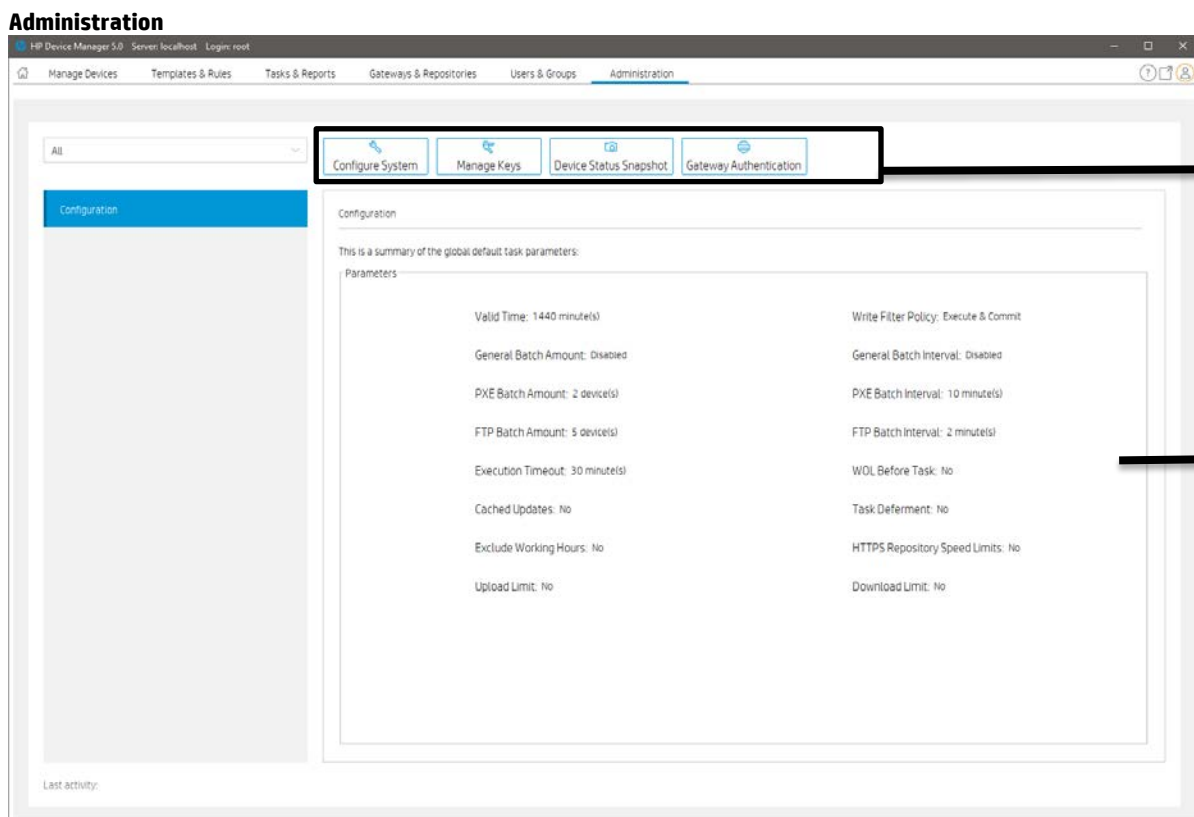 Administration
HP Device Manager 5.0 Server: localhost Login: root
Manage Devices Templates & Rules Tasks & Reports Gateways & Repositories Users & Groups Administration
All
Configure System Manage Keys Device Status Snapshot Gateway Authentication
Configuration
Configuration
This is a summary of the global default task parameters:
Parameters
Valid Time: 1440 minute(s) Write Filter Policy: Execute & Commit
General Batch Amount: Disabled General Batch Interval: Disabled
PXE Batch Amount: 2 device(s) PXE Batch Interval: 10 minute(s)
FTP Batch Amount: 5 device(s) FTP Batch Interval: 2 minute(s)
Execution Timeout: 30 minute(s) WOL Before Task: No
Cached Updates: No Task Deferment: No
Exclude Working Hours: No HTTPS Repository Speed Limits: No
Upload Limit: No Download Limit: No
Last activity: